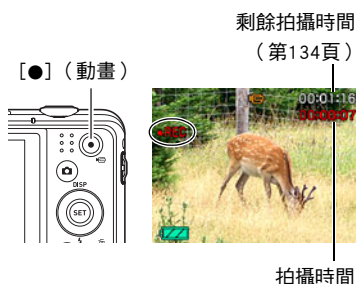 剩餘拍攝時間
（第134頁）
[●]（動畫）
00:01:16
00:00:07
●REC
DISP
SET
拍攝時間